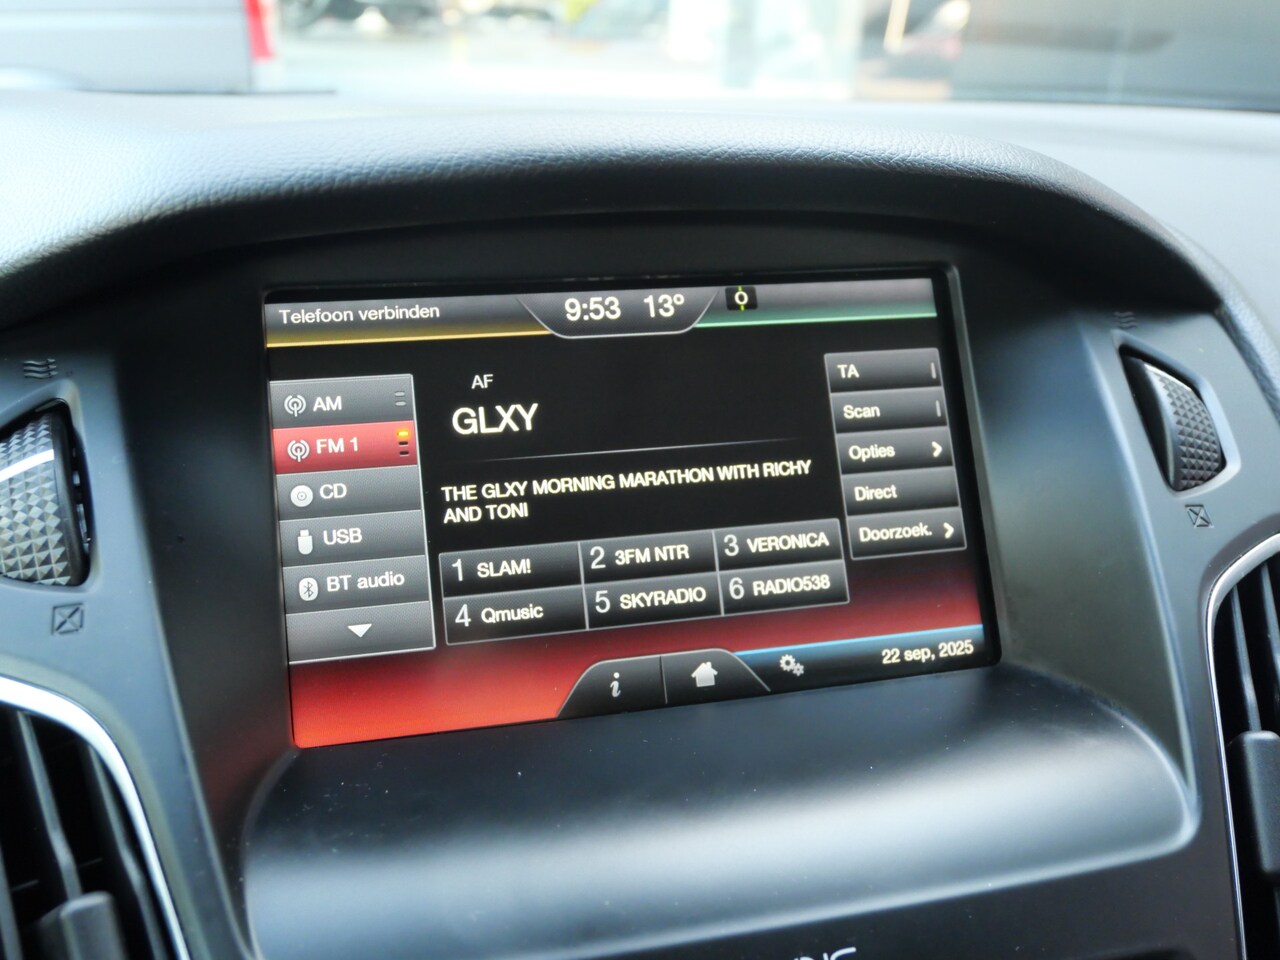 Telefoon verbinden
9:53 13°
AM
FM 1
CD
USB
BT audio
AF
GLXY
THE GLXY MORNING MARATHON WITH RICHY
AND TONI
1 SLAM!
2 3FM NTR
3 VERONICA
4 Qmusic
5 SKYRADIO
6 RADIO538
TA
Scan
Opties
Direct
Doorzoek.
i
22 sep, 2025